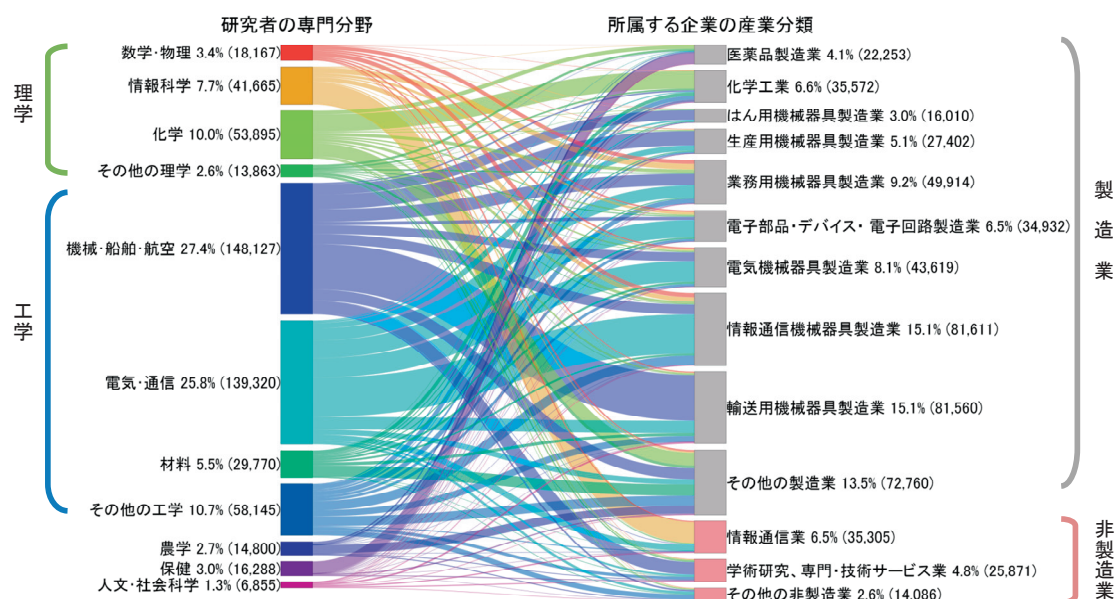 研究者の専門分野
所属する企業の産業分類
理学
数学・物理 3.4% (18,167)
情報科学 7.7% (41,665)
化学 10.0% (53,895)
その他の理学 2.6% (13,863)
工学
機械・船舶・航空 27.4% (148,127)
電気・通信 25.8% (139,320)
材料 5.5% (29,770)
その他の工学 10.7% (58,145)
農学 2.7% (14,800)
保健 3.0% (16,288)
人文・社会科学 1.3% (6,855)
医薬品製造業 4.1% (22,253)
化学工業 6.6% (35,572)
はん用機械器具製造業 3.0% (16,010)
生産用機械器具製造業 5.1% (27,402)
業務用機械器具製造業 9.2% (49,914)
電子部品・デバイス・ 電子回路製造業 6.5% (34,932)
電気機械器具製造業 8.1% (43,619)
情報通信機械器具製造業 15.1% (81,611)
輸送用機械器具製造業 15.1% (81,560)
その他の製造業 13.5% (72,760)
製造業
情報通信業 6.5% (35,305)
学術研究、専門・技術サービス業 4.8% (25,871)
その他の非製造業 2.6% (14,086)
非製造業